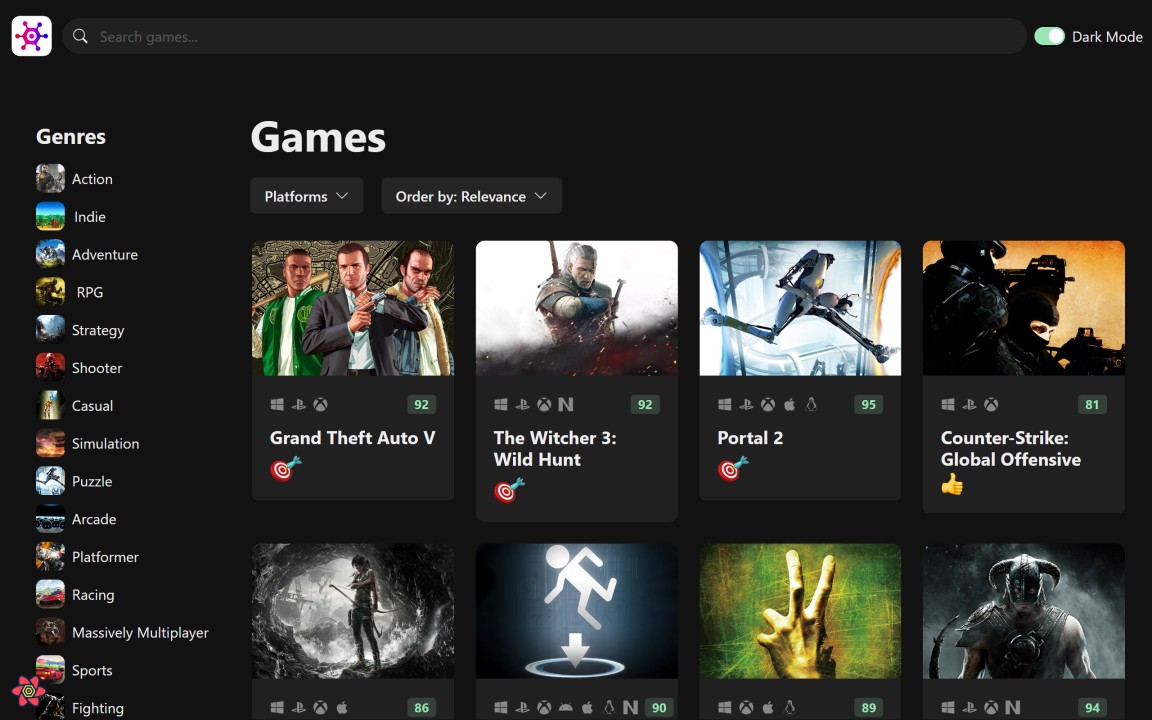 Search games...
Dark Mode
Genres
Action
Indie
Adventure
RPG
Strategy
Shooter
Casual
Simulation
Puzzle
Arcade
Platformer
Racing
Massively Multiplayer
Sports
Fighting
Games
Platforms
Order by: Relevance
92
Grand Theft Auto V
92
The Witcher 3:
Wild Hunt
95
Portal 2
81
Counter-Strike:
Global Offensive
86
90
89
94